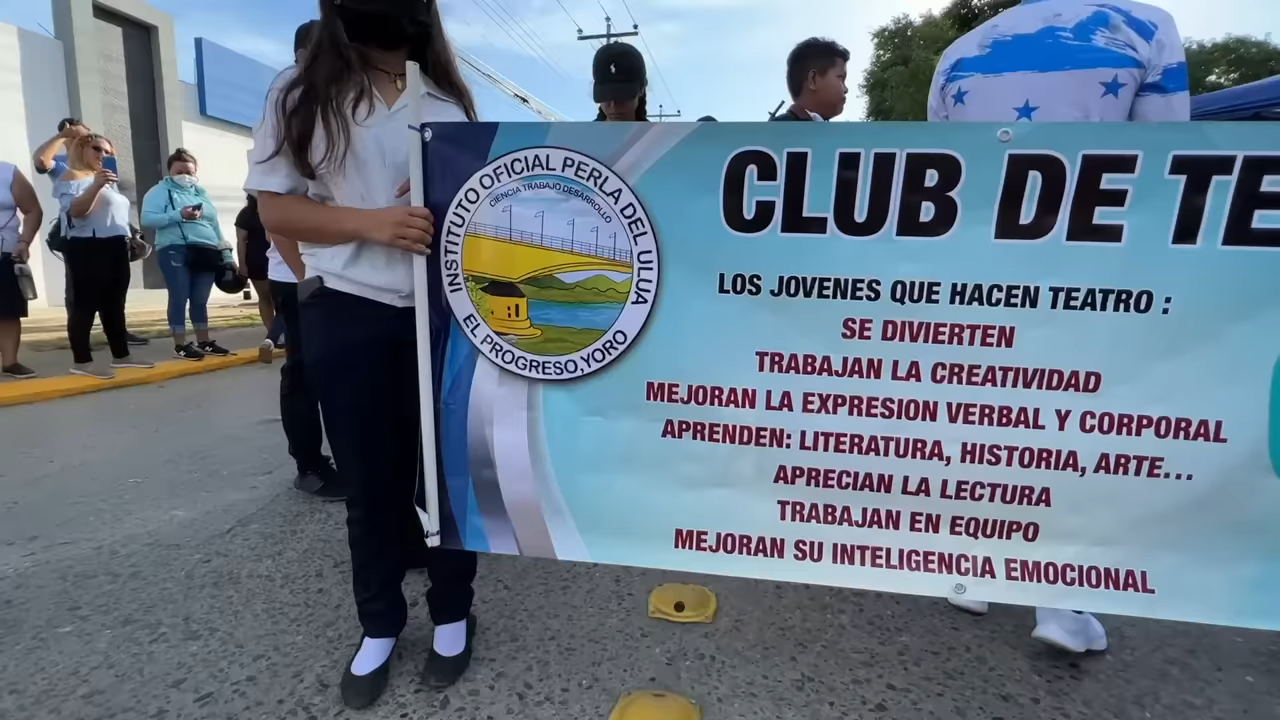 INSTITUTO OFICIAL PERLA DEL ULUA
CIENCIA TRABAJO DESARROLLO
EL PROGRESO, YORO
CLUB DE TE
LOS JOVENES QUE HACEN TEATRO :
SE DIVIERTEN
TRABAJAN LA CREATIVIDAD
MEJORAN LA EXPRESION VERBAL Y CORPORAL
APRENDEN: LITERATURA, HISTORIA, ARTE...
APRECIAN LA LECTURA
TRABAJAN EN EQUIPO
MEJORAN SU INTELIGENCIA EMOCIONAL